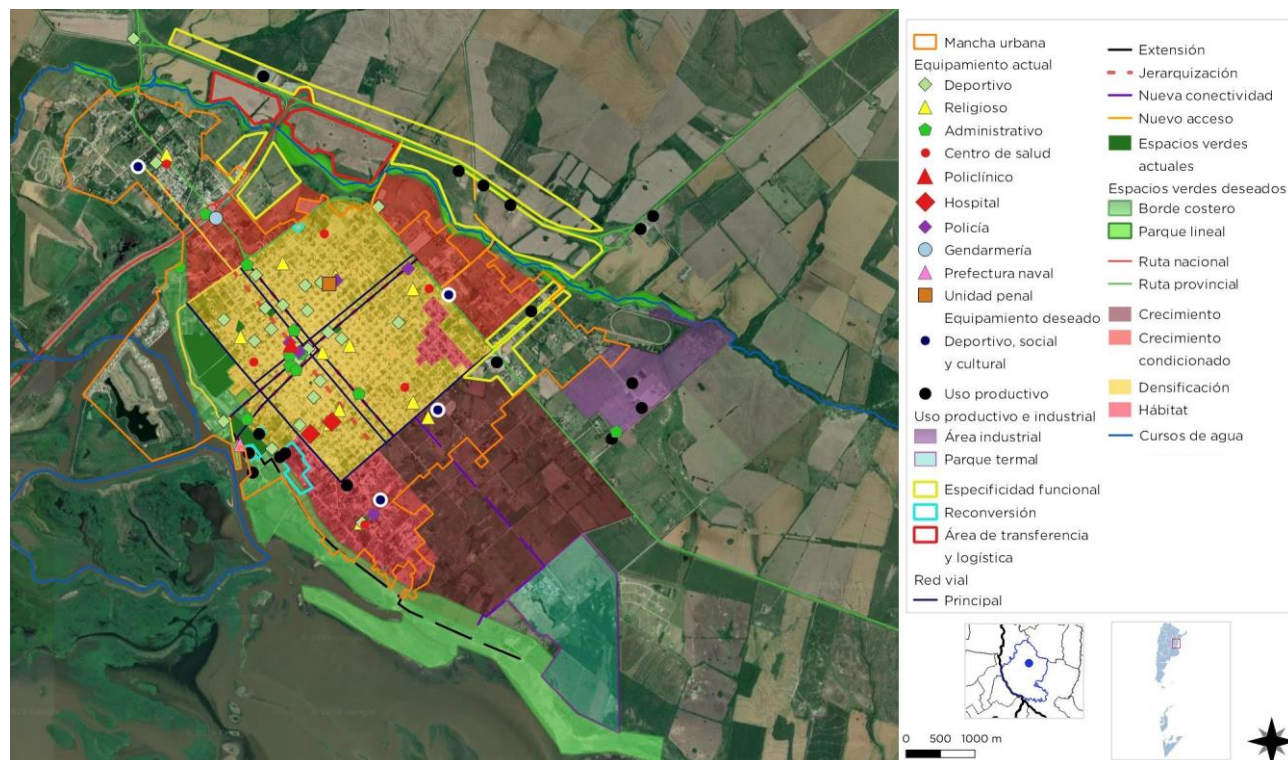 Mancha urbana
Equipamiento actual
Deportivo
Religioso
Administrativo
Centro de salud
Policlínico
Hospital
Policía
Gendarmería
Prefectura naval
Unidad penal
Equipamiento deseado
Deportivo, social
y cultural
Uso productivo
Uso productivo e industrial
Área industrial
Parque termal
Especificidad funcional
Reconversión
Área de transferencia
y logística
Red vial
Principal
Extensión
Jerarquización
Nueva conectividad
Nuevo acceso
Espacios verdes
actuales
Espacios verdes deseados
Borde costero
Parque lineal
Ruta nacional
Ruta provincial
Crecimiento
Crecimiento
condicionado
Densificación
Hábitat
Cursos de agua
0 500 1000 m